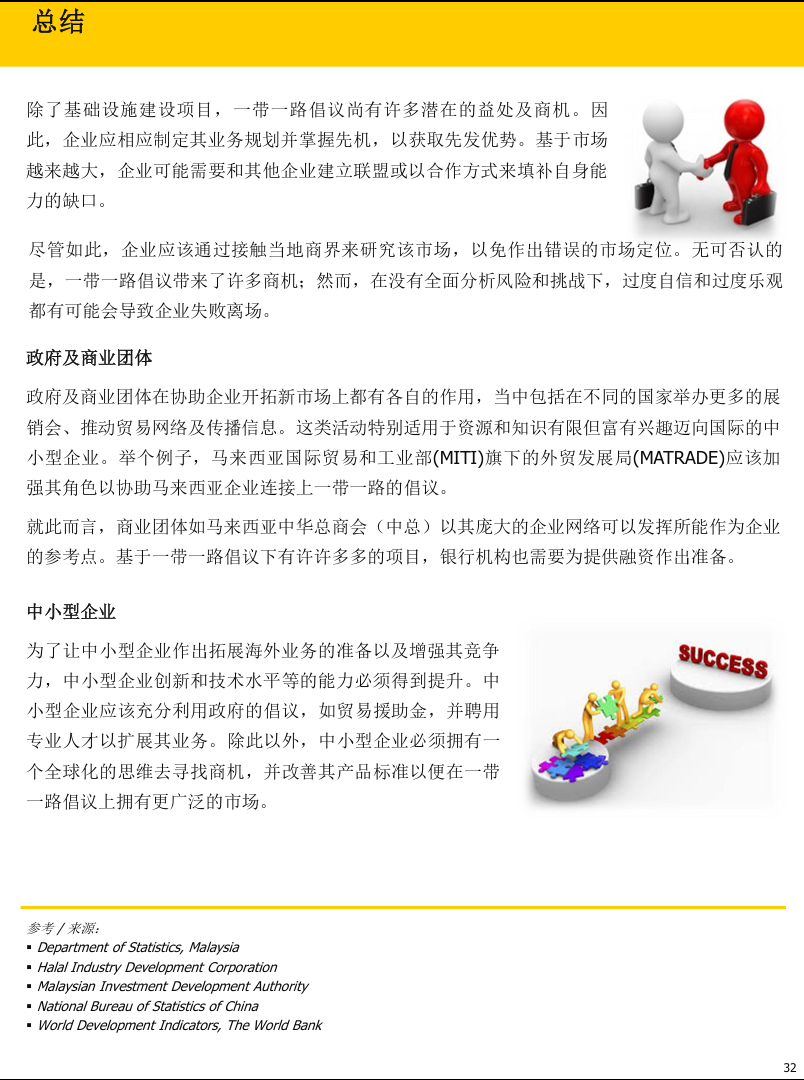 总结
除了基础设施建设项目，一带一路倡议尚有许多潜在的益处及商机。因
此，企业应相应制定其业务规划并掌握先机，以获取先发优势。基于市场
越来越大，企业可能需要和其他企业建立联盟或以合作方式来填补自身能
力的缺口。
尽管如此，企业应该通过接触当地商界来研究该市场，以免作出错误的市场定位。无可否认的
是，一带一路倡议带来了许多商机；然而，在没有全面分析风险和挑战下，过度自信和过度乐观
都有可能会导致企业失败离场。
政府及商业团体
政府及商业团体在协助企业开拓新市场上都有各自的作用，当中包括在不同的国家举办更多的展
销会、推动贸易网络及传播信息。这类活动特别适用于资源和知识有限但富有兴趣迈向国际的中
小型企业。举个例子，马来西亚国际贸易和工业部(MITI)旗下的外贸发展局(MATRADE)应该加
强其角色以协助马来西亚企业连接上一带一路的倡议。
就此而言，商业团体如马来西亚中华总商会（中总）以其庞大的企业网络可以发挥所能作为企业
的参考点。基于一带一路倡议下有许许多多的项目，银行机构也需要为提供融资作出准备。
中小型企业
为了让中小型企业作出拓展海外业务的准备以及增强其竞争
力，中小型企业创新和技术水平等的能力必须得到提升。中
小型企业应该充分利用政府的倡议，如贸易援助金，并聘用
专业人才以扩展其业务。除此以外，中小型企业必须拥有一
个全球化的思维去寻找商机，并改善其产品标准以便在一带
一路倡议上拥有更广泛的市场。
SUCCESS
参考 / 来源：
▪ Department of Statistics, Malaysia
▪ Halal Industry Development Corporation
▪ Malaysian Investment Development Authority
▪ National Bureau of Statistics of China
▪ World Development Indicators, The World Bank
32